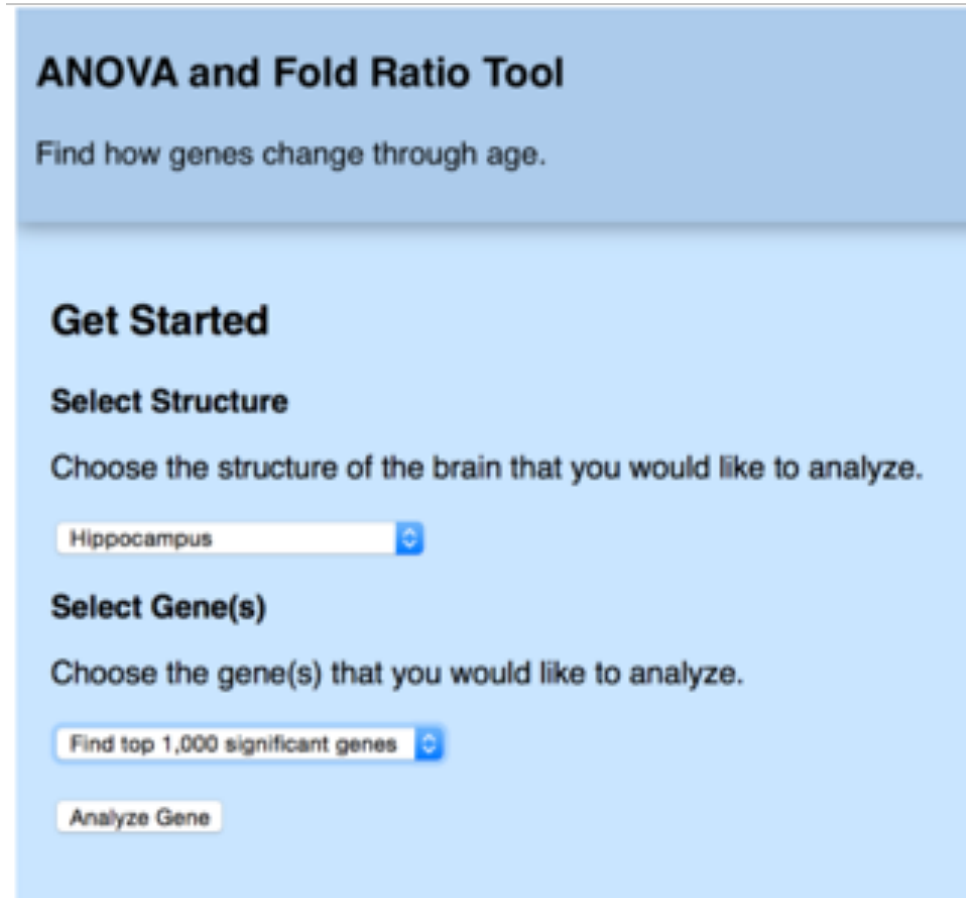 ANOVA and Fold Ratio Tool
Find how genes change through age.
Get Started
Select Structure
Choose the structure of the brain that you would like to analyze.
Hippocampus
Select Gene(s)
Choose the gene(s) that you would like to analyze.
Find top 1,000 significant genes
Analyze Gene